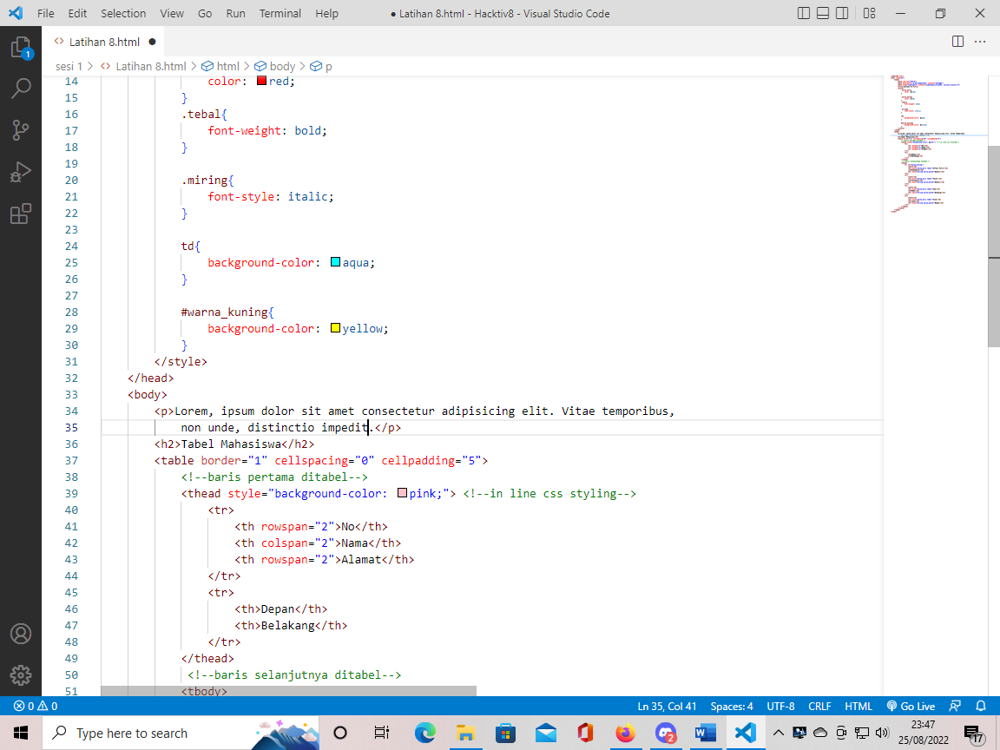 File Edit Selection View Go Run Terminal Help ● Latihan 8.html - Hacktiv8 - Visual Studio Code
1
<> Latihan 8.html ●
sesi 1 > <> Latihan 8.html > html > body > p
14 color: red;
15 }
16 .tebal{
17 font-weight: bold;
18 }
19
20 .miring{
21 font-style: italic;
22 }
23
24 td{
25 background-color: aqua;
26 }
27
28 #warna_kuning{
29 background-color: yellow;
30 }
31 </style>
32 </head>
33 <body>
34 <p>Lorem, ipsum dolor sit amet consectetur adipisicing elit. Vitae temporibus,
35 non unde, distinctio impedit.</p>
36 <h2>Tabel Mahasiswa</h2>
37 <table border="1" cellspacing="0" cellpadding="5">
38 <!--baris pertama ditabel-->
39 <thead style="background-color: pink;"> <!--in line css styling-->
40 <tr>
41 <th rowspan="2">No</th>
42 <th colspan="2">Nama</th>
43 <th rowspan="2">Alamat</th>
44 </tr>
45 <tr>
46 <th>Depan</th>
47 <th>Belakang</th>
48 </tr>
49 </thead>
50 <!--baris selanjutnya ditabel-->
51 <tbody>
0 0 Ln 35, Col 41 Spaces: 4 UTF-8 CRLF HTML Go Live
Type here to search
2
23:47
25/08/2022
17